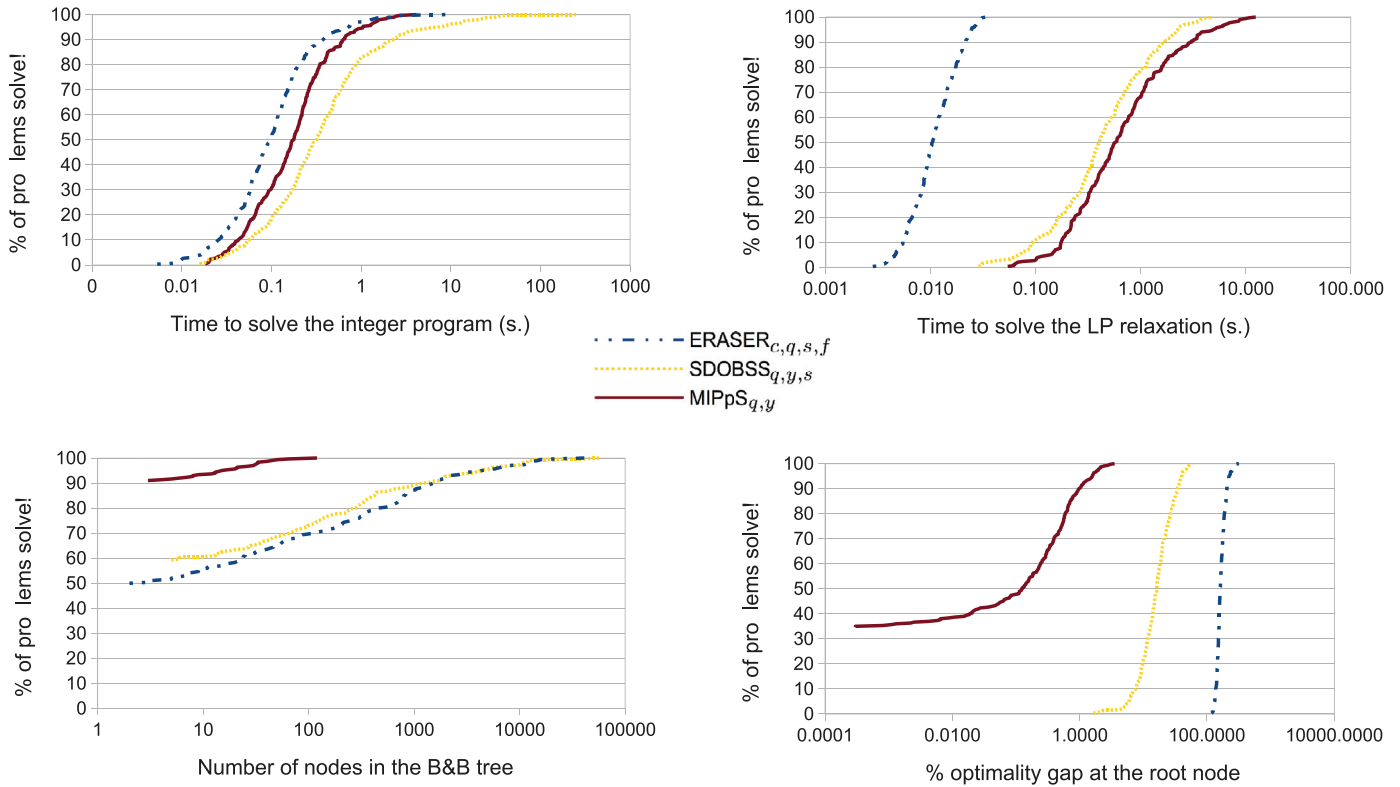 100
90
80
70
60
50
40
30
20
10
0
% of pro lems solve!
0 0.01 0.1 1 10 100 1000
Time to solve the integer program (s.)
100
90
80
70
60
50
40
30
20
10
0
% of pro lems solve!
0.001 0.010 0.100 1.000 10.000 100.000
Time to solve the LP relaxation (s.)
ERASERc,q,s,f
SDOBSSq,y,s
MIPpSq,y
100
90
80
70
60
50
40
30
20
10
0
% of pro lems solve!
1 10 100 1000 10000 100000
Number of nodes in the B&B tree
100
90
80
70
60
50
40
30
20
10
0
% of pro lems solve!
0.0001 0.0100 1.0000 100.0000 10000.0000
% optimality gap at the root node